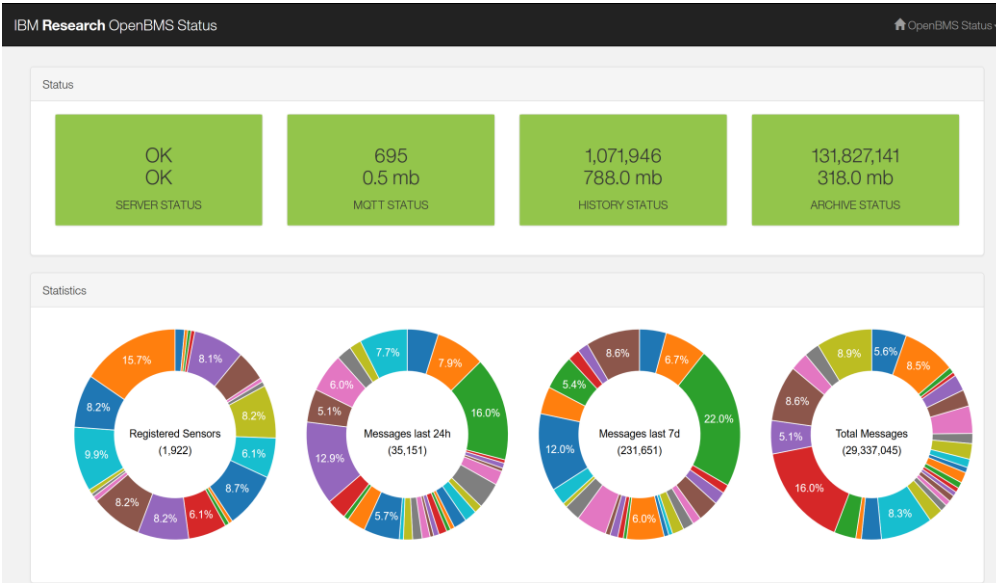 IBM Research OpenBMS Status
OpenBMS Status
Status
OK
OK
SERVER STATUS
695
0.5 mb
MQTT STATUS
1,071,946
788.0 mb
HISTORY STATUS
131,827,141
318.0 mb
ARCHIVE STATUS
Statistics
15.7%
8.1%
8.2%
8.2%
9.9%
6.1%
8.2%
8.2%
6.1%
8.7%
Registered Sensors
(1,922)
7.7%
7.9%
6.0%
5.1%
16.0%
12.9%
5.7%
Messages last 24h
(35,151)
8.6%
6.7%
5.4%
22.0%
12.0%
6.0%
Messages last 7d
(231,651)
8.9%
5.6%
8.5%
8.6%
5.1%
16.0%
8.3%
Total Messages
(29,337,045)